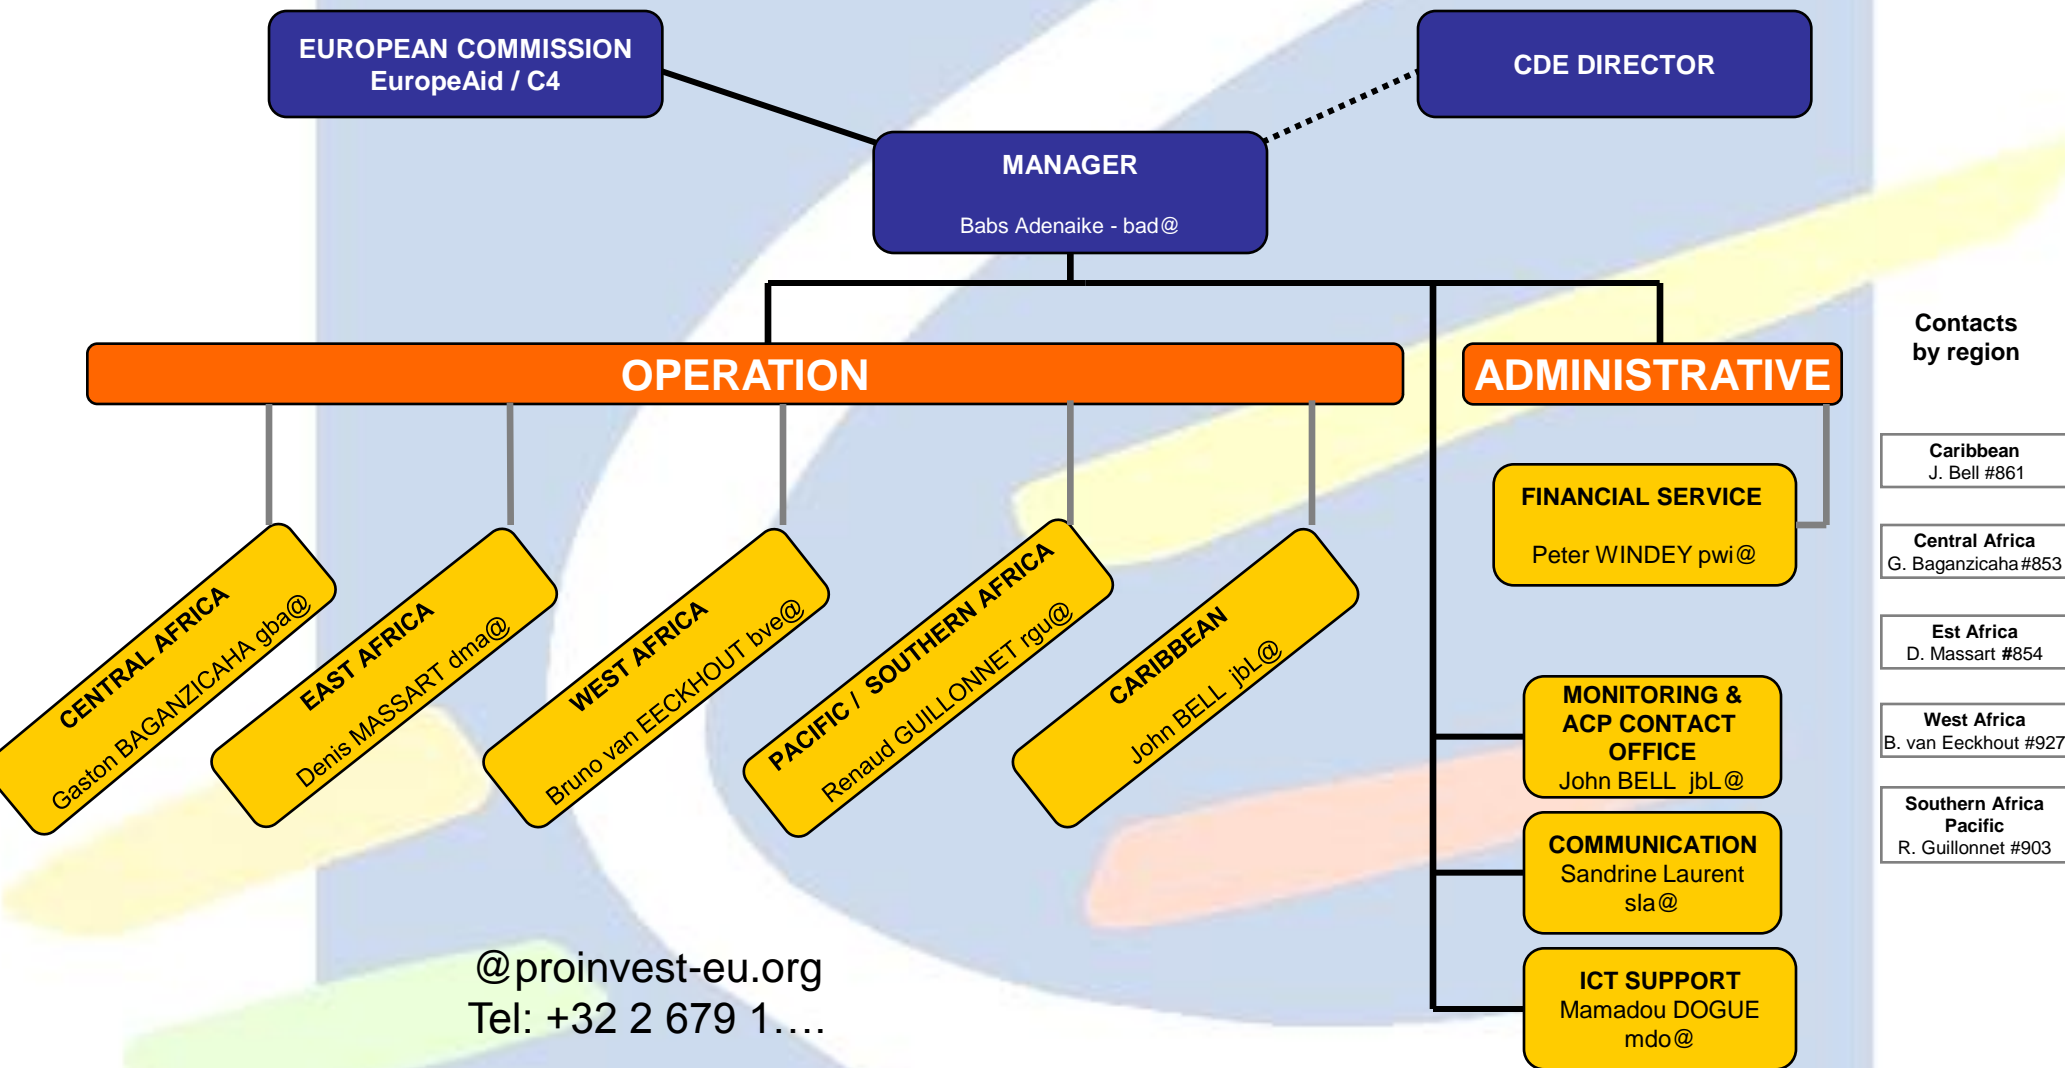 EUROPEAN COMMISSION
EuropeAid / C4
CDE DIRECTOR
MANAGER
Babs Adenaike - bad@
OPERATION
ADMINISTRATIVE
CENTRAL AFRICA
Gaston BAGANZICAHA gba@
EAST AFRICA
Denis MASSART dma@
WEST AFRICA
Bruno van EECKHOUT bve@
PACIFIC / SOUTHERN AFRICA
Renaud GUILLONNET rgu@
CARIBBEAN
John BELL jbL@
FINANCIAL SERVICE
Peter WINDEY pwi@
MONITORING &
ACP CONTACT
OFFICE
John BELL jbL@
COMMUNICATION
Sandrine Laurent
sla@
ICT SUPPORT
Mamadou DOGUE
mdo@
Contacts
by region
Caribbean
J. Bell #861
Central Africa
G. Baganzicaha #853
Est Africa
D. Massart #854
West Africa
B. van Eeckhout #927
Southern Africa
Pacific
R. Guillonnet #903
@proinvest-eu.org
Tel: +32 2 679 1….